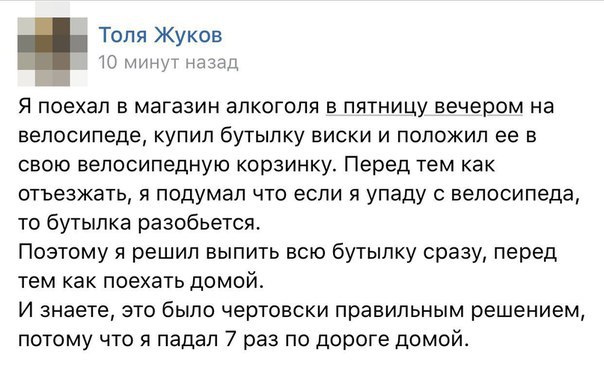 Толя Жуков
10 минут назад
Я поехал в магазин алкоголя в пятницу вечером на
велосипеде, купил бутылку виски и положил ее в
свою велосипедную корзинку. Перед тем как
отъезжать, я подумал что если я упаду с велосипеда,
то бутылка разобьется.
Поэтому я решил выпить всю бутылку сразу, перед
тем как поехать домой.
И знаете, это было чертовски правильным решением,
потому что я падал 7 раз по дороге домой.